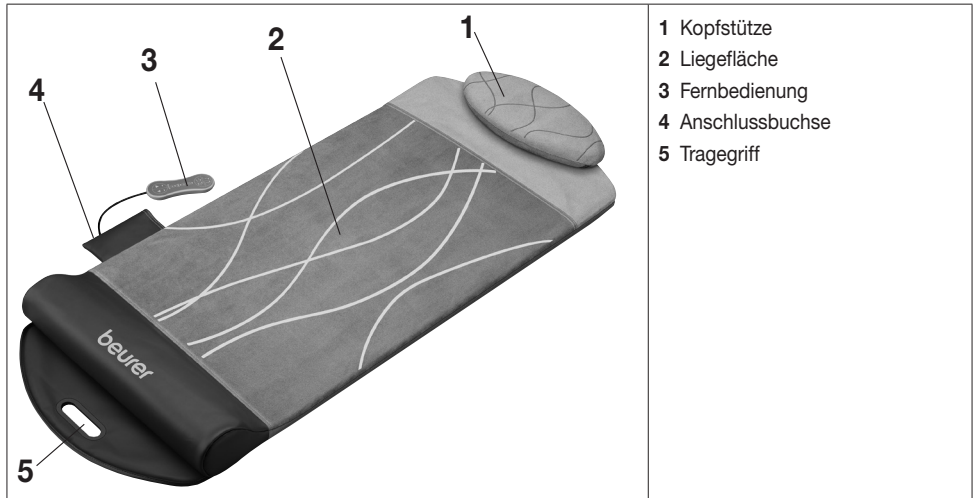 1
2
3
4
5
beurer
1 Kopfstütze
2 Liegefläche
3 Fernbedienung
4 Anschlussbuchse
5 Tragegriff